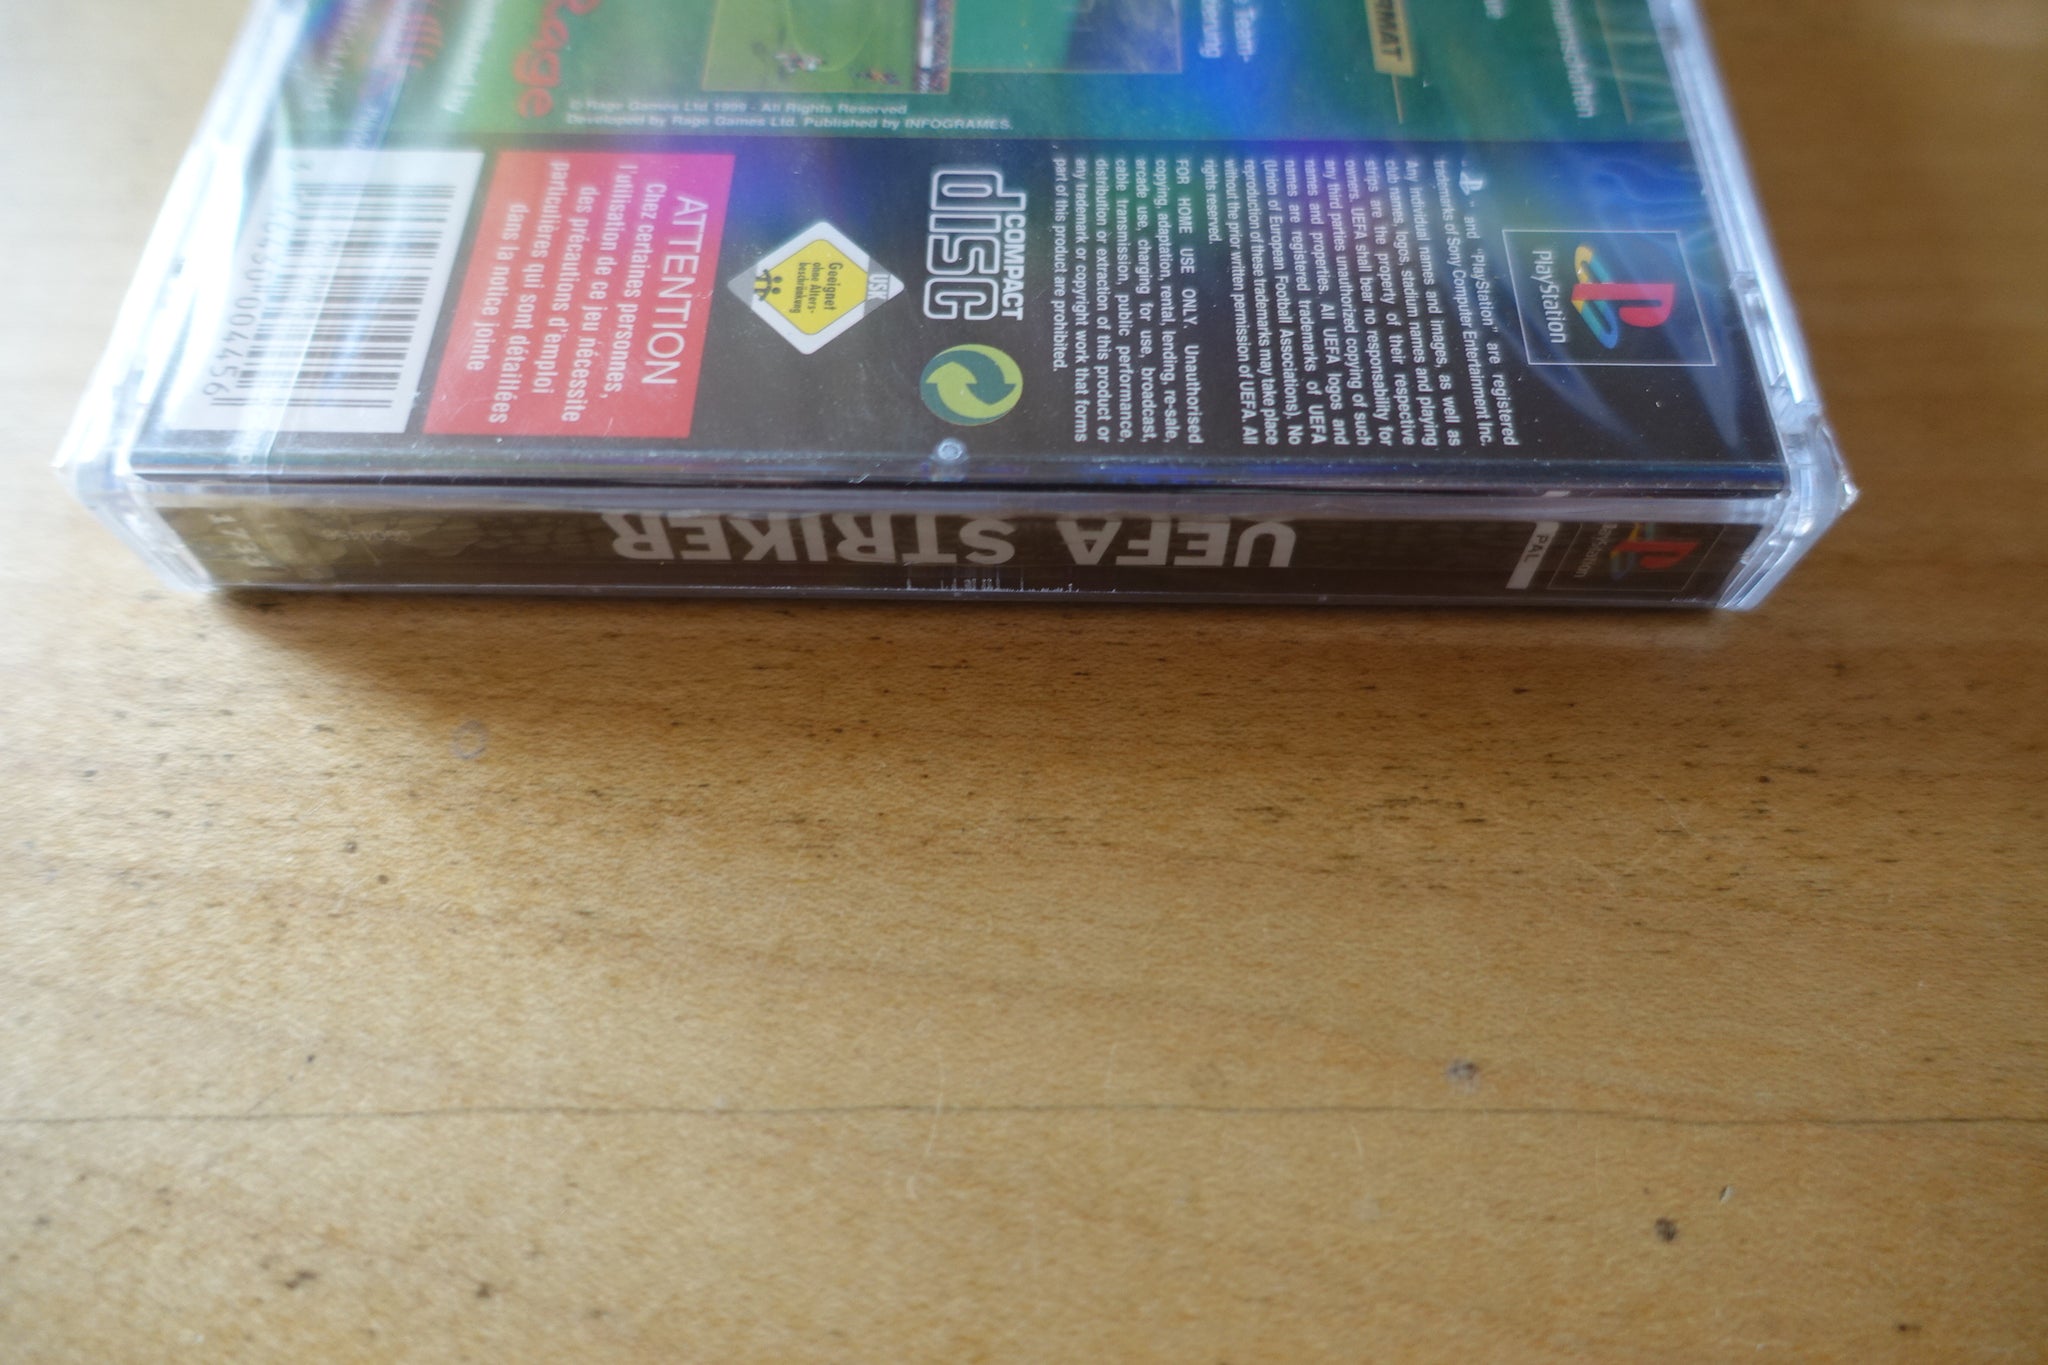 Rage
© Rage Games Ltd 1999 - All Rights Reserved
Developed by Rage Games Ltd. Published by INFOGRAMES.
PlayStation
" and "PlayStation" are registered
trademarks of Sony Computer Entertainment Inc.
Any individual names and images, as well as
club names, logos, stadium names and playing
strips are the property of their respective
owners. UEFA shall bear no responsability for
any third parties unauthorized copying of such
names and properties. All UEFA logos and
names are registered trademarks of UEFA
(Union of European Football Associations). No
reproduction of these trademarks may take place
without the prior written permission of UEFA. All
rights reserved.
FOR HOME USE ONLY. Unauthorised
copying, adaptation, rental, lending, re-sale,
arcade use, charging for use, broadcast,
cable transmission, public performance,
distribution or extraction of this product or
any trademark or copyright work that forms
part of this product are prohibited.
COMPACT
disc
USK
Geeignet
ohne Alters-
beschränkung
ATTENTION
Chez certaines personnes,
l'utilisation de ce jeu nécessite
des précautions d'emploi
particulières qui sont détaillées
dans la notice jointe
PlayStation
PAL
UEFA STRIKER